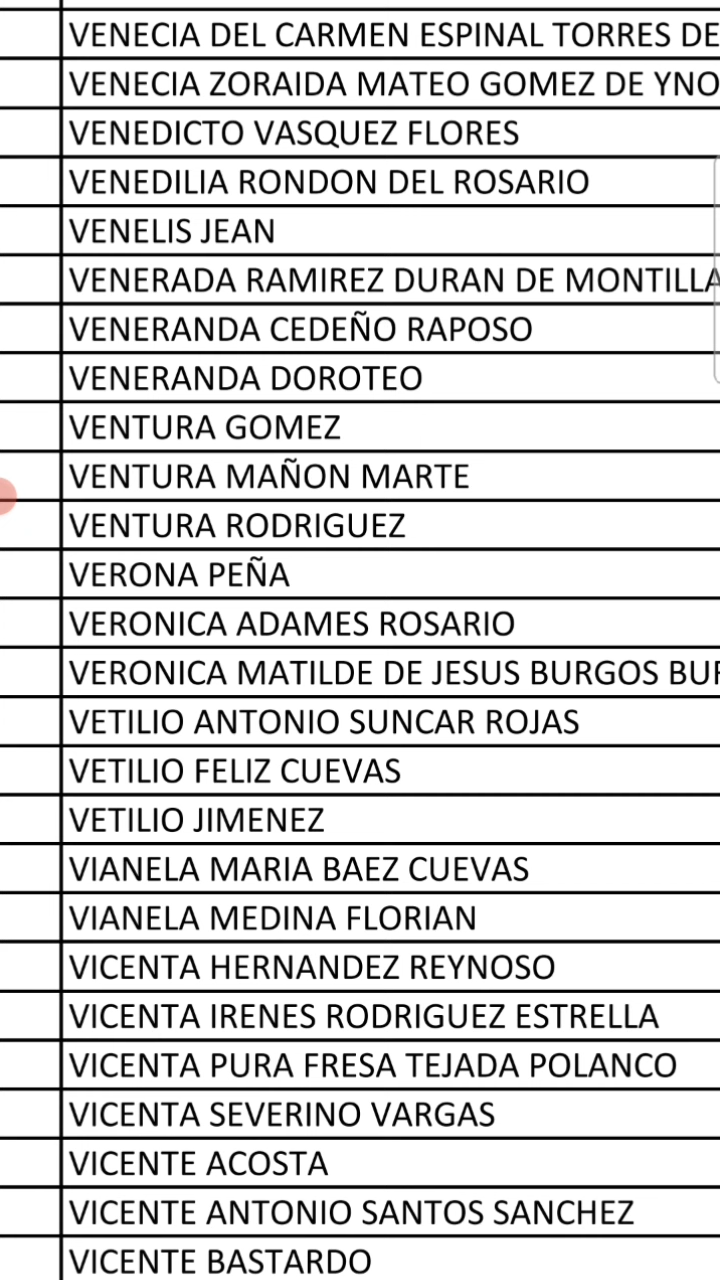 VENECIA DEL CARMEN ESPINAL TORRES DE
VENECIA ZORAIDA MATEO GOMEZ DE YNO
VENEDICTO VASQUEZ FLORES
VENEDILIA RONDON DEL ROSARIO
VENELIS JEAN
VENERADA RAMIREZ DURAN DE MONTILLA
VENERANDA CEDEÑO RAPOSO
VENERANDA DOROTEO
VENTURA GOMEZ
VENTURA MAÑON MARTE
VENTURA RODRIGUEZ
VERONA PEÑA
VERONICA ADAMES ROSARIO
VERONICA MATILDE DE JESUS BURGOS
VETILIO ANTONIO SUNCAR ROJAS
VETILIO FELIZ CUEVAS
VETILIO JIMENEZ
VIANELA MARIA BAEZ CUEVAS
VIANELA MEDINA FLORIAN
VICENTA HERNANDEZ REYNOSO
VICENTA IRENES RODRIGUEZ ESTRELLA
VICENTA PURA FRESA TEJADA POLANCO
VICENTA SEVERINO VARGAS
VICENTE ACOSTA
VICENTE ANTONIO SANTOS SANCHEZ
VICENTE BASTARDO